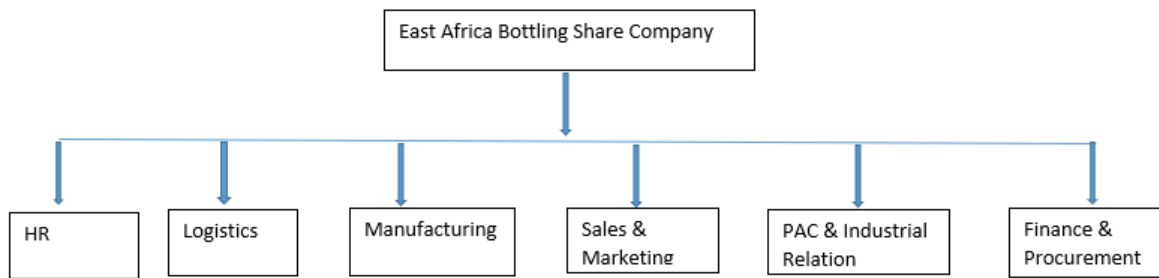 East Africa Bottling Share Company
HR
Logistics
Manufacturing
Sales &
Marketing
PAC & Industrial
Relation
Finance &
Procurement